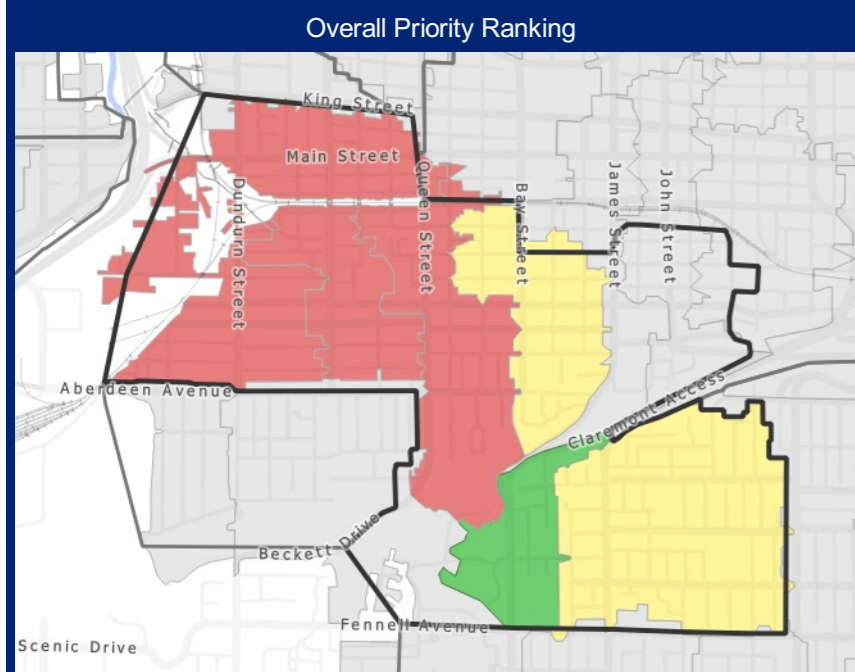 Overall Priority Ranking
King Street
Main Street
Queen Street
Dundurn Street
Bay Street
James Street
John Street
Aberdeen Avenue
Claremont Access
Beckett Drive
Fennell Avenue
Scenic Drive